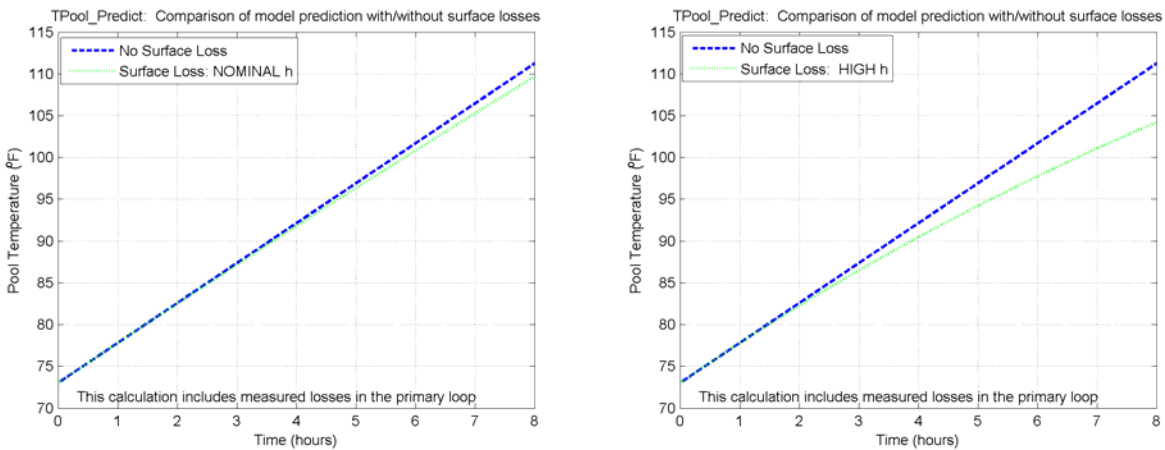 TPool_Predict: Comparison of model prediction with/without surface losses
115
110
105
100
95
90
85
80
75
70
Pool Temperature (ºF)
No Surface Loss
Surface Loss: NOMINAL h
This calculation includes measured losses in the primary loop
0 1 2 3 4 5 6 7 8
Time (hours)
TPool_Predict: Comparison of model prediction with/without surface losses
115
110
105
100
95
90
85
80
75
70
Pool Temperature (ºF)
No Surface Loss
Surface Loss: HIGH h
This calculation includes measured losses in the primary loop
0 1 2 3 4 5 6 7 8
Time (hours)